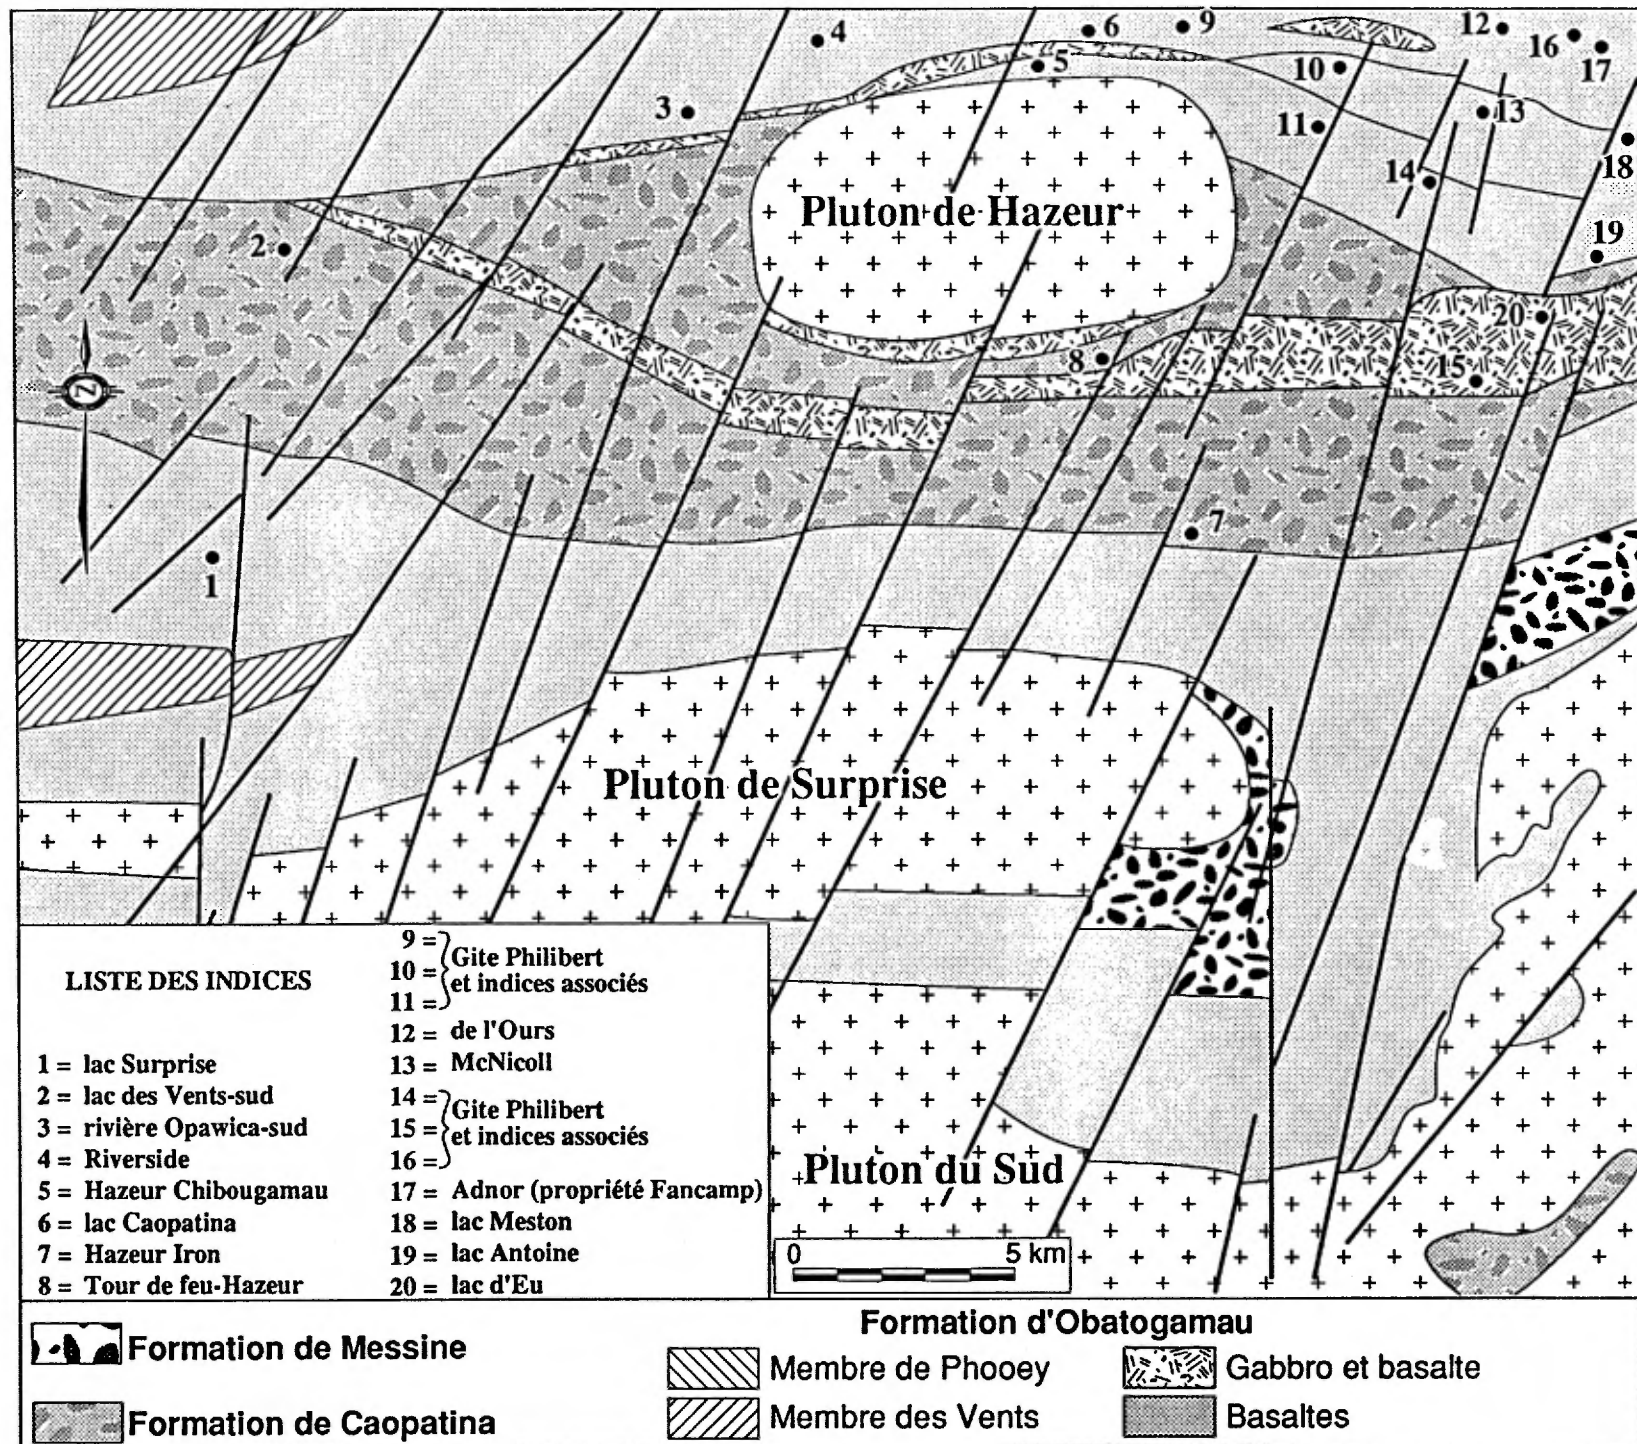 4
6
9
12
16
17
5
10
3
11
13
18
14
Pluton de Hazeur
2
19
20
8
15
N
7
1
Pluton de Surprise
Pluton du Sud
0 5 km
LISTE DES INDICES
1 = lac Surprise
2 = lac des Vents-sud
3 = rivière Opawica-sud
4 = Riverside
5 = Hazeur Chibougamau
6 = lac Caopatina
7 = Hazeur Iron
8 = Tour de feu-Hazeur
9 =
10 =
11 =
Gite Philibert
et indices associés
12 = de l'Ours
13 = McNicoll
14 =
15 =
16 =
Gite Philibert
et indices associés
17 = Adnor (propriété Fancamp)
18 = lac Meston
19 = lac Antoine
20 = lac d'Eu
Formation de Messine
Formation de Caopatina
Formation d'Obatogamau
Membre de Phooey
Membre des Vents
Gabbro et basalte
Basaltes